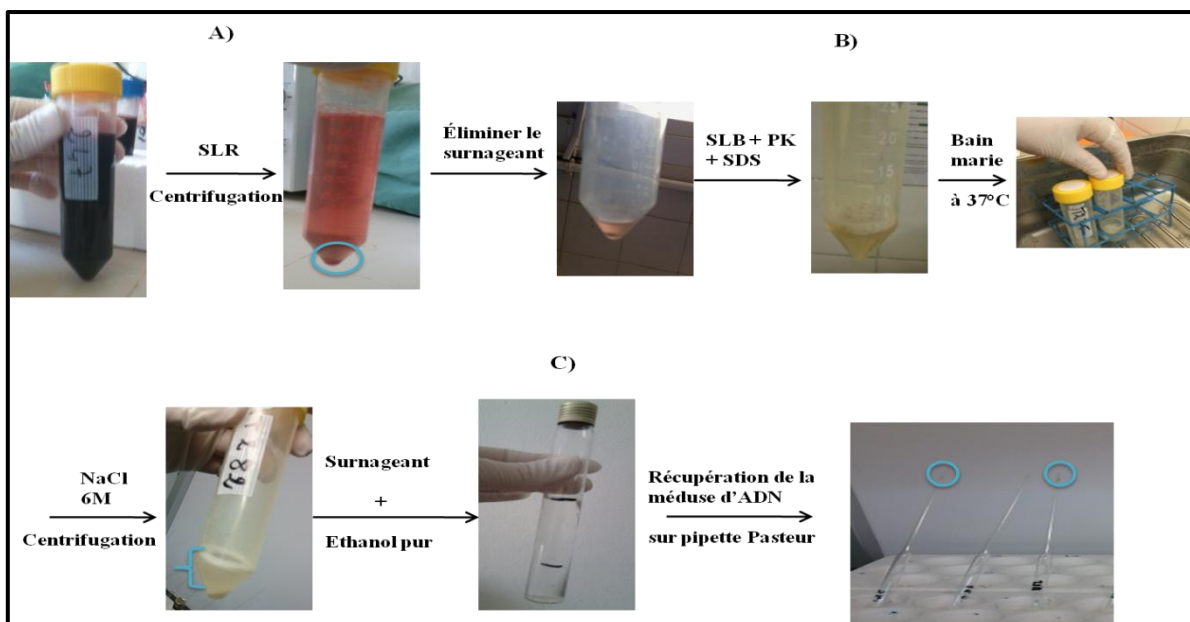 A)
B)
SLR
Centrifugation
Éliminer le
surnageant
SLB + PK
+ SDS
Bain
marie
à 37°C
C)
NaCl
6M
Centrifugation
Surnageant
+
Ethanol pur
Récupération de la
méduse d'ADN
sur pipette Pasteur